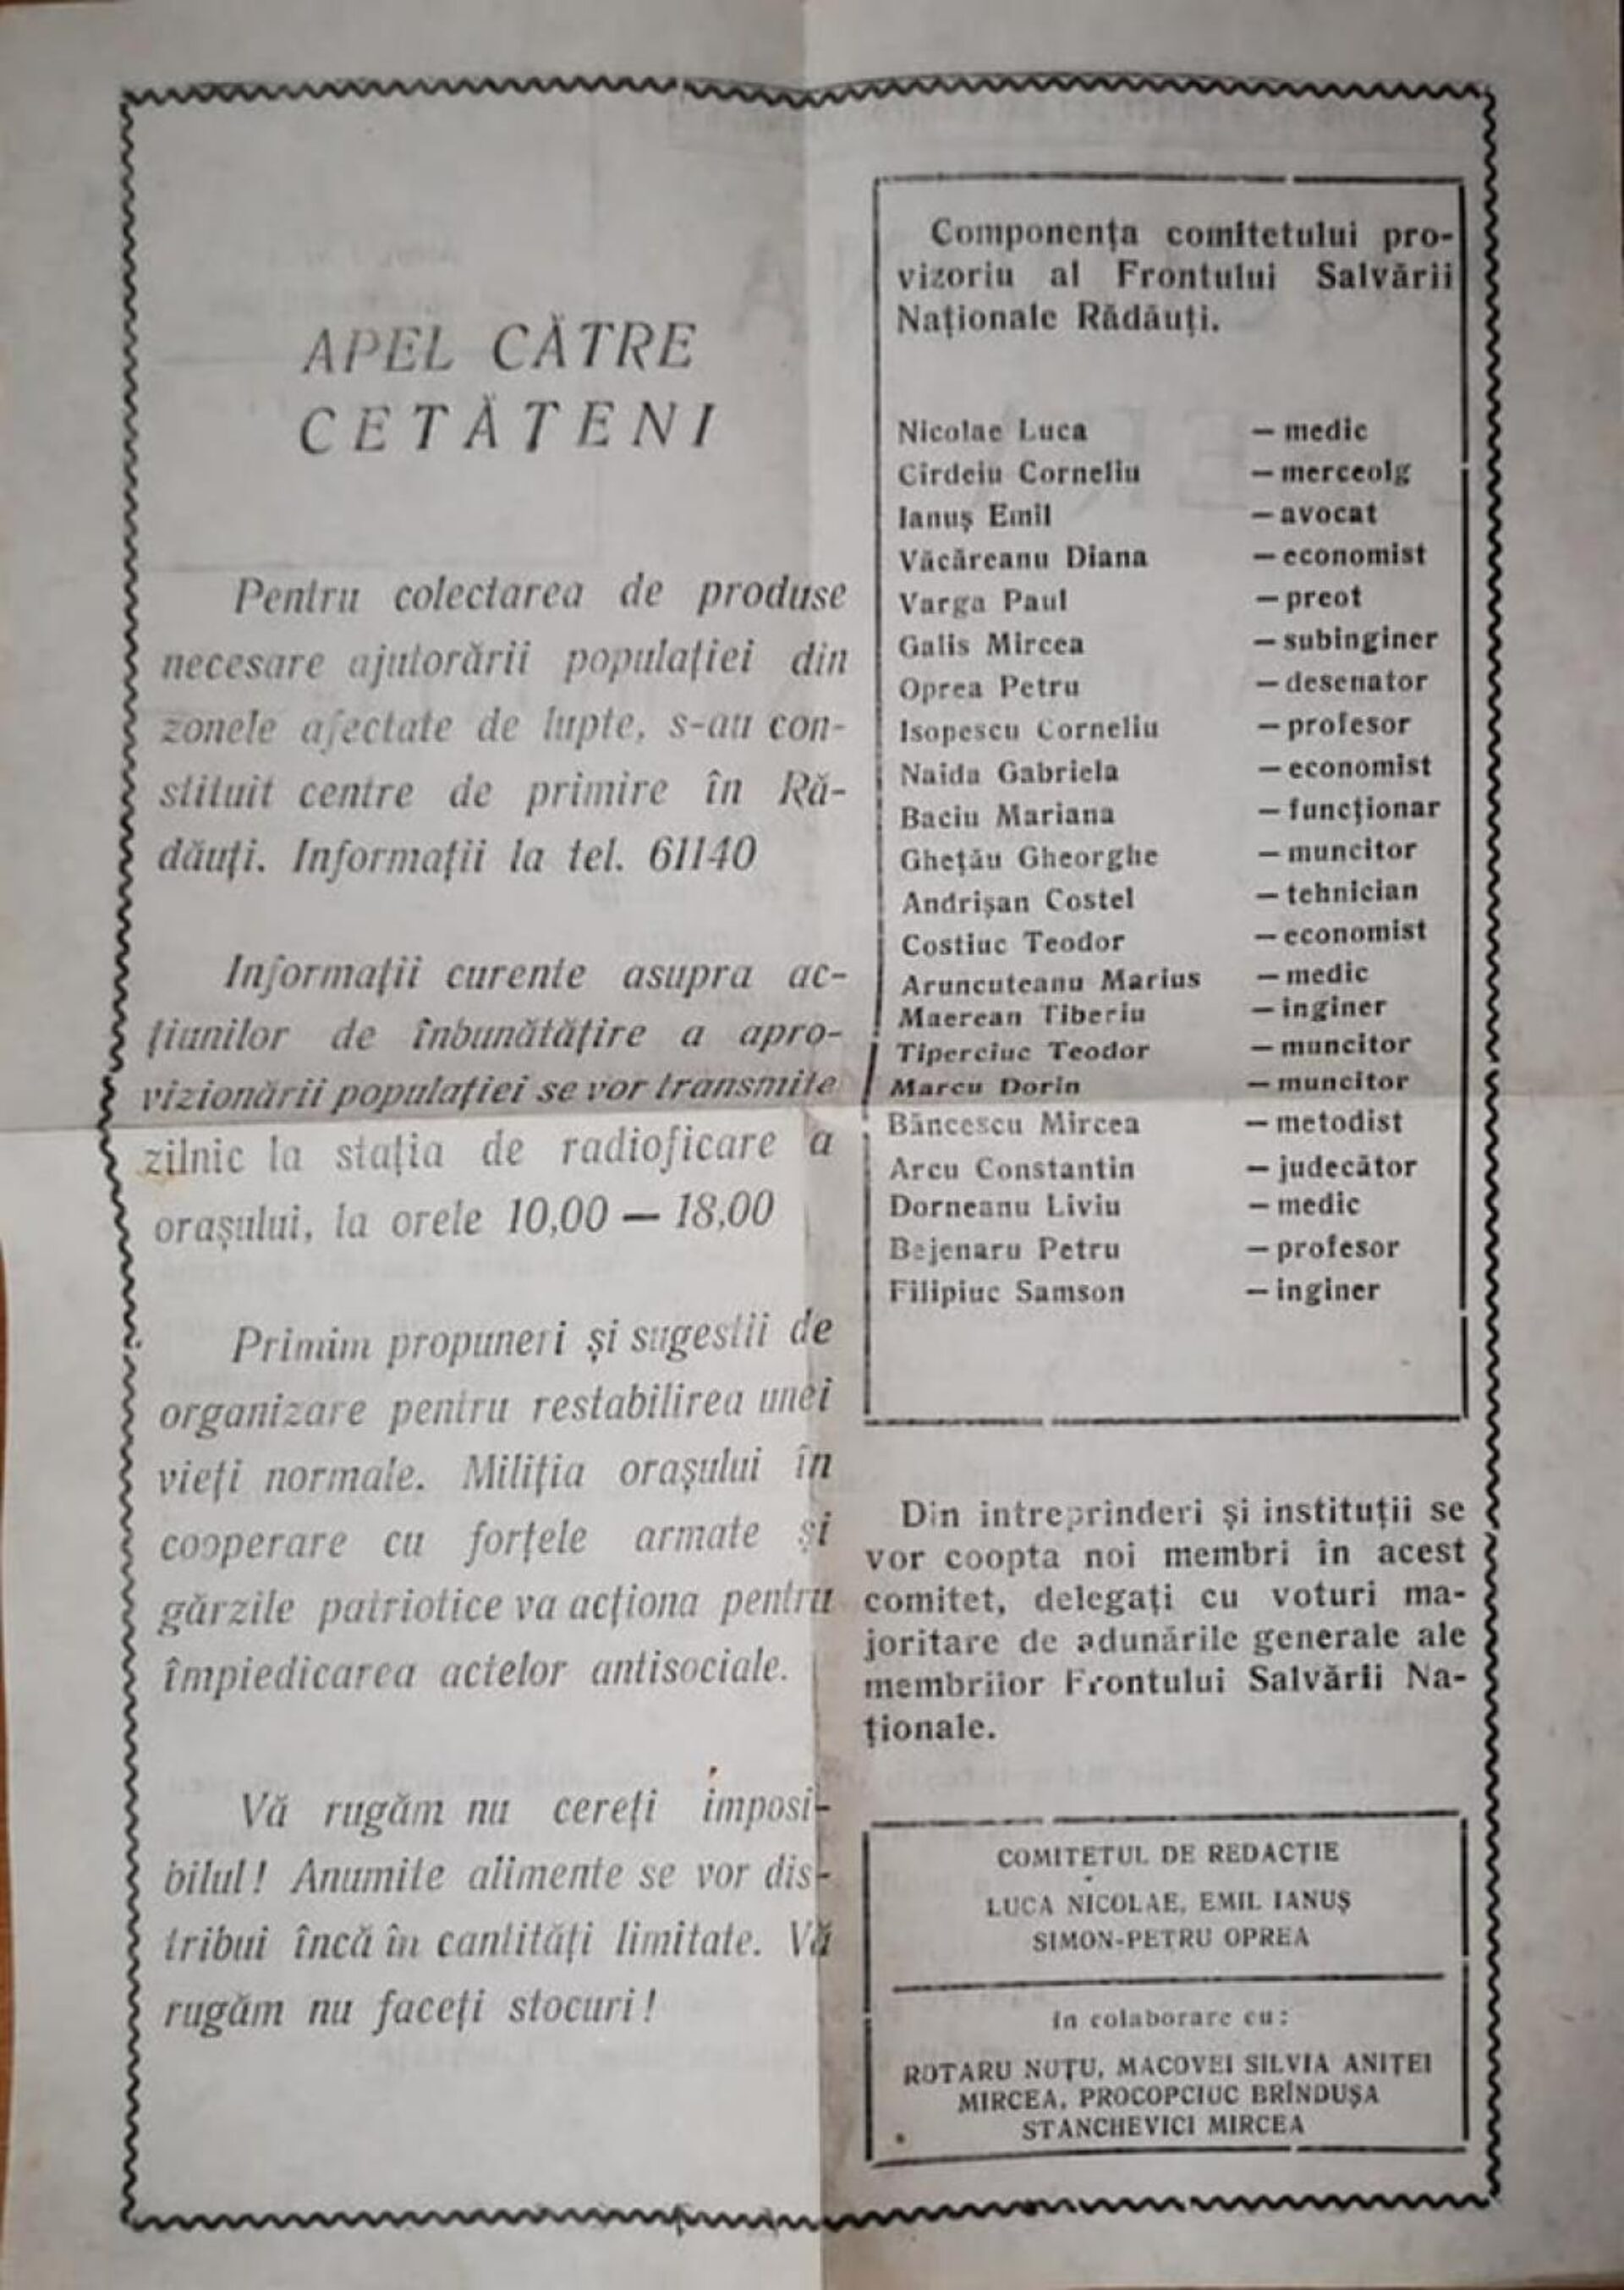 APEL CĂTRE
CETĂȚENI
Pentru colectarea de produse
necesare ajutorării populației din
zonele afectate de lupte, s-au con-
stituit centre de primire în Ră-
dăuți. Informații la tel. 61140
Informații curente asupra ac-
țiunilor de înbunătățire a apro-
vizionării populației se vor transmite
zilnic la stația de radioficare a
orașului, la orele 10,00 — 18,00
Primim propuneri și sugestii de
organizare pentru restabilirea unei
vieți normale. Miliția orașului în
cooperare cu forțele armate și
gărzile patriotice va acționa pentru
împiedicarea actelor antisociale.
Vă rugăm nu cereți imposi-
bilul! Anumite alimente se vor dis-
tribui încă în cantități limitate. Vă
rugăm nu faceți stocuri!
Componența comitetului pro-
vizoriu al Frontului Salvării
Naționale Rădăuți.
Nicolae Luca — medic
Cîrdeiu Corneliu — merceolg
Ianuș Emil — avocat
Văcăreanu Diana — economist
Varga Paul — preot
Galis Mircea — subinginer
Oprea Petru — desenator
Isopescu Corneliu — profesor
Naida Gabriela — economist
Baciu Mariana — funcționar
Ghețău Gheorghe — muncitor
Andrișan Costel — tehnician
Costiuc Teodor — economist
Aruncuteanu Marius — medic
Maerean Tiberiu — inginer
Tiperciuc Teodor — muncitor
Marcu Dorin — muncitor
Băncescu Mircea — metodist
Arcu Constantin — judecător
Dorneanu Liviu — medic
Bejenaru Petru — profesor
Filipiuc Samson — inginer
Din intreprinderi și instituții se
vor coopta noi membri în acest
comitet, delegați cu voturi ma-
joritare de adunările generale ale
membrilor Frontului Salvării Na-
ționale.
COMITETUL DE REDACȚIE
LUCA NICOLAE, EMIL IANUȘ
SIMON-PETRU OPREA
în colaborare cu:
ROTARU NUȚU, MACOVEI SILVIA ANIȚEI
MIRCEA, PROCOPCIUC BRÎNDUȘA
STANCHEVICI MIRCEA